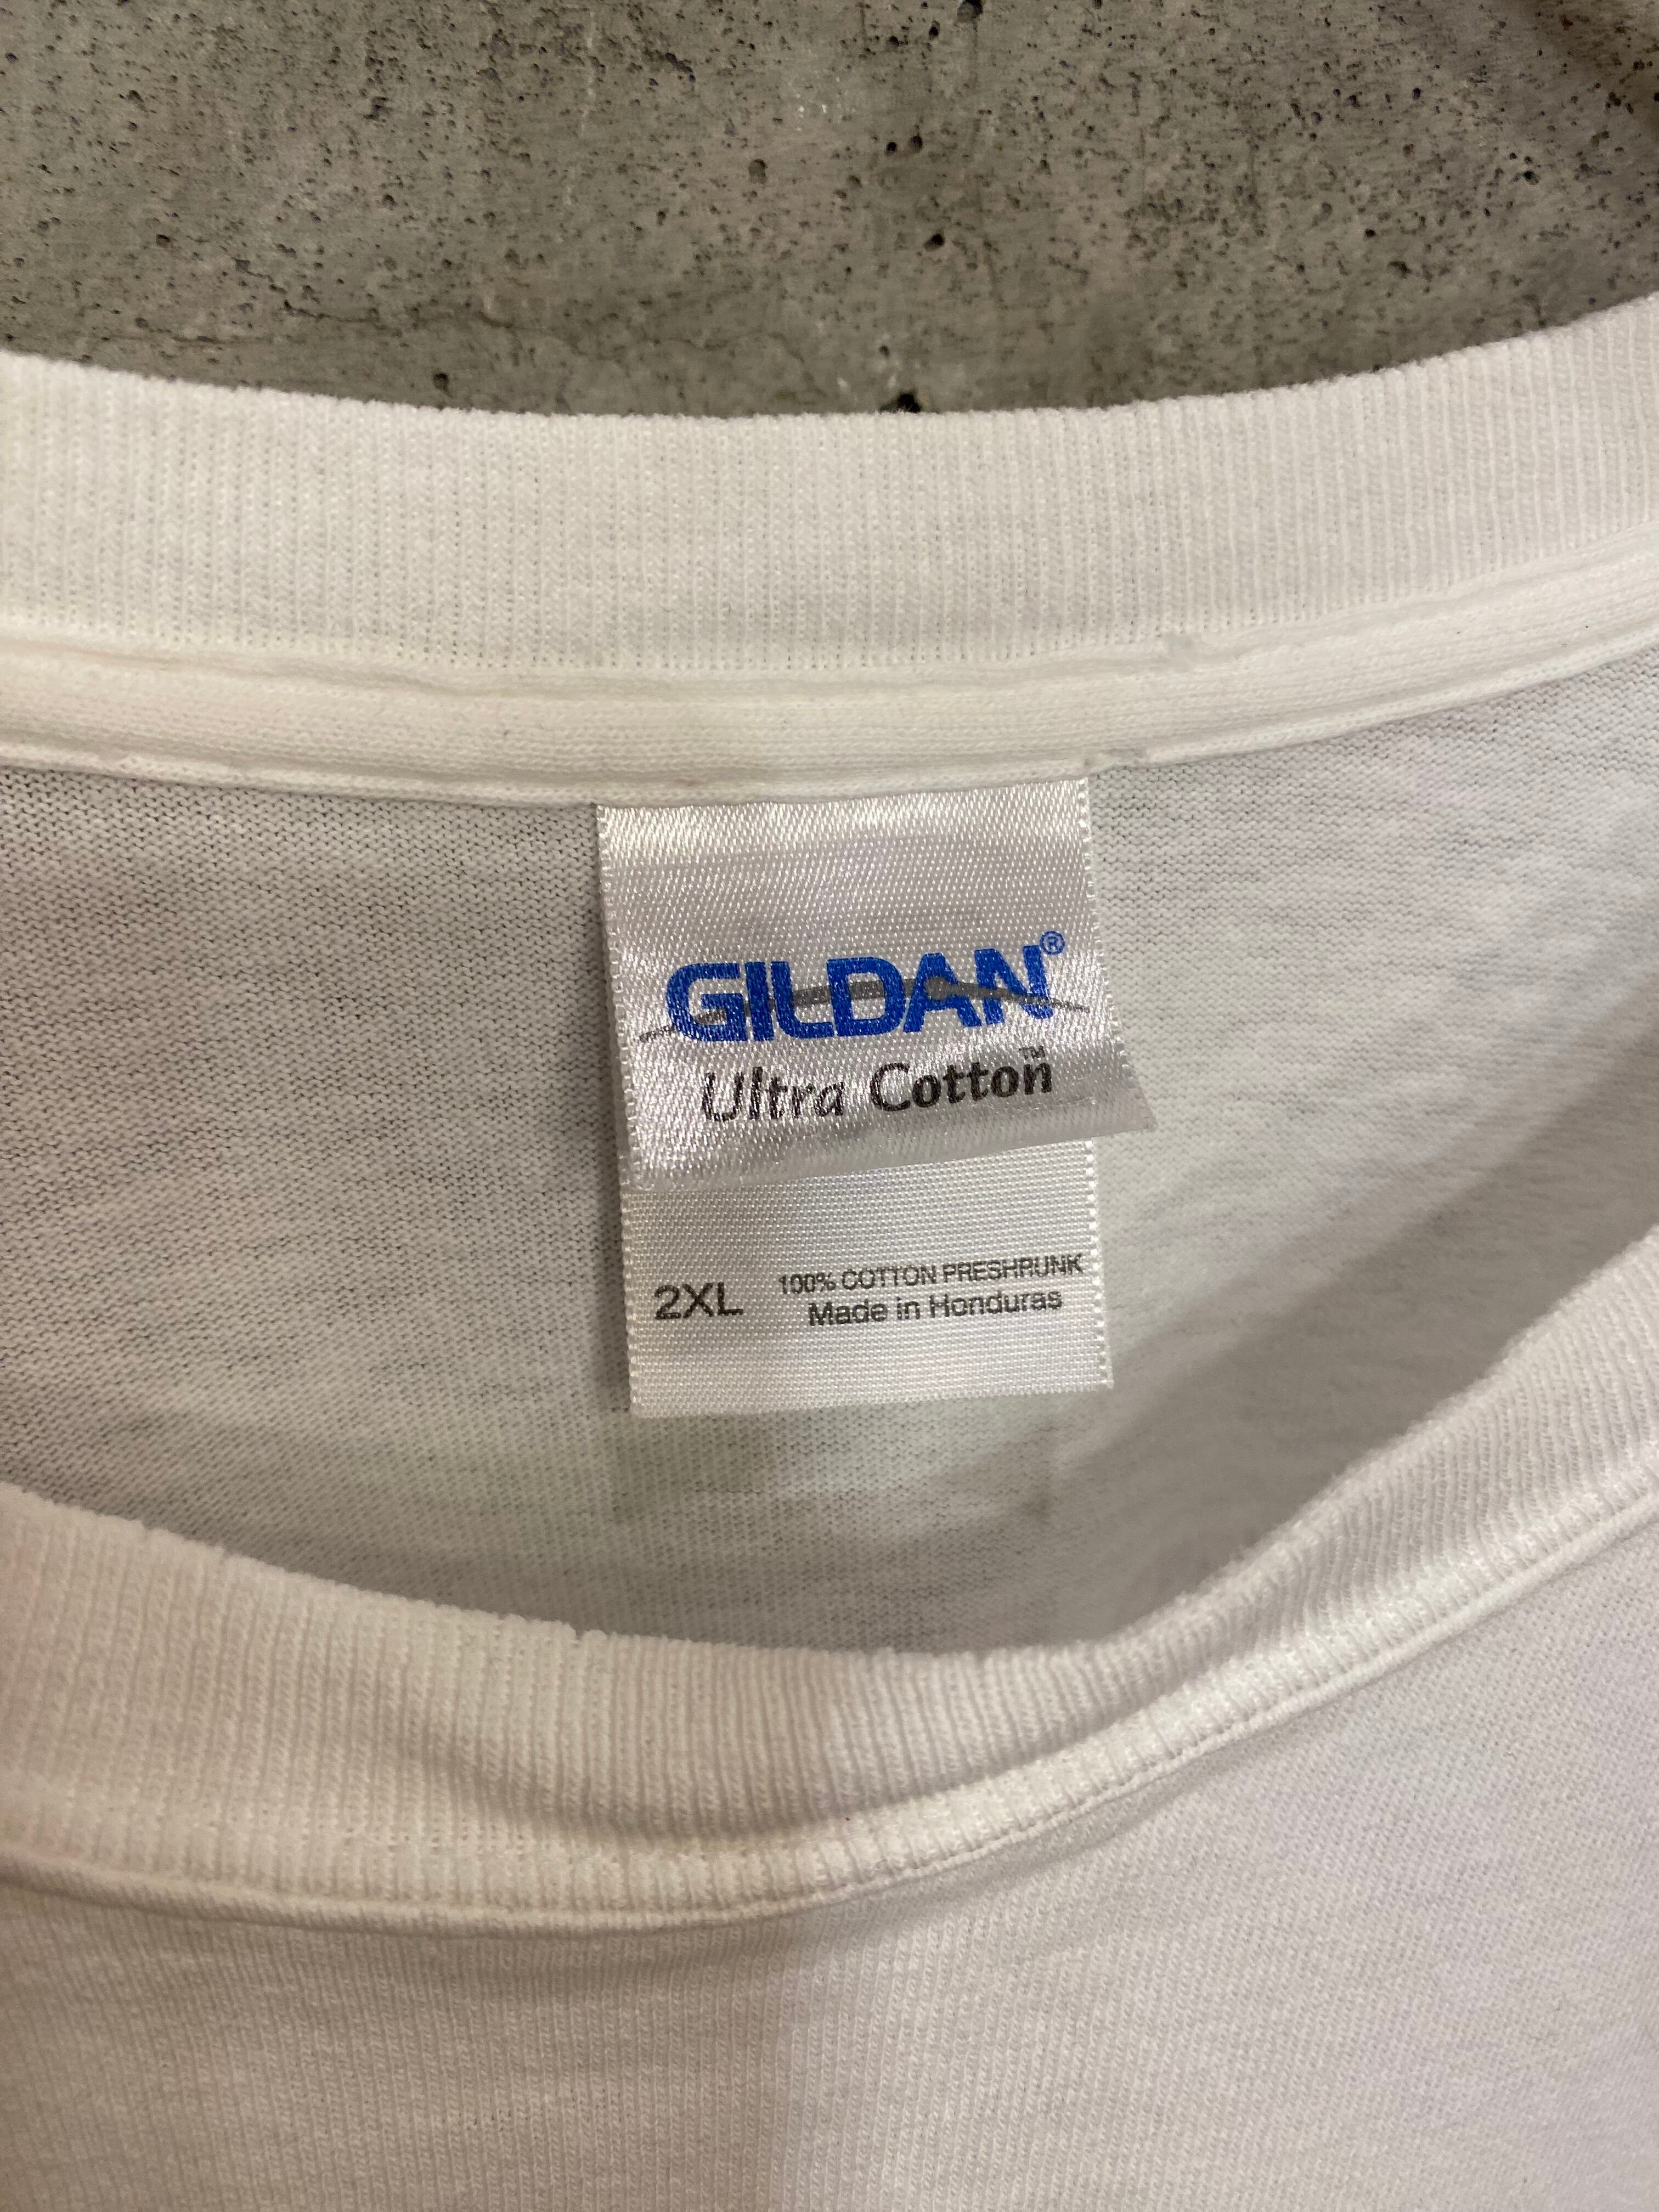 GILDAN®
Ultra Cotton™
2XL 100% COTTON PRESHRUNK
Made in Honduras